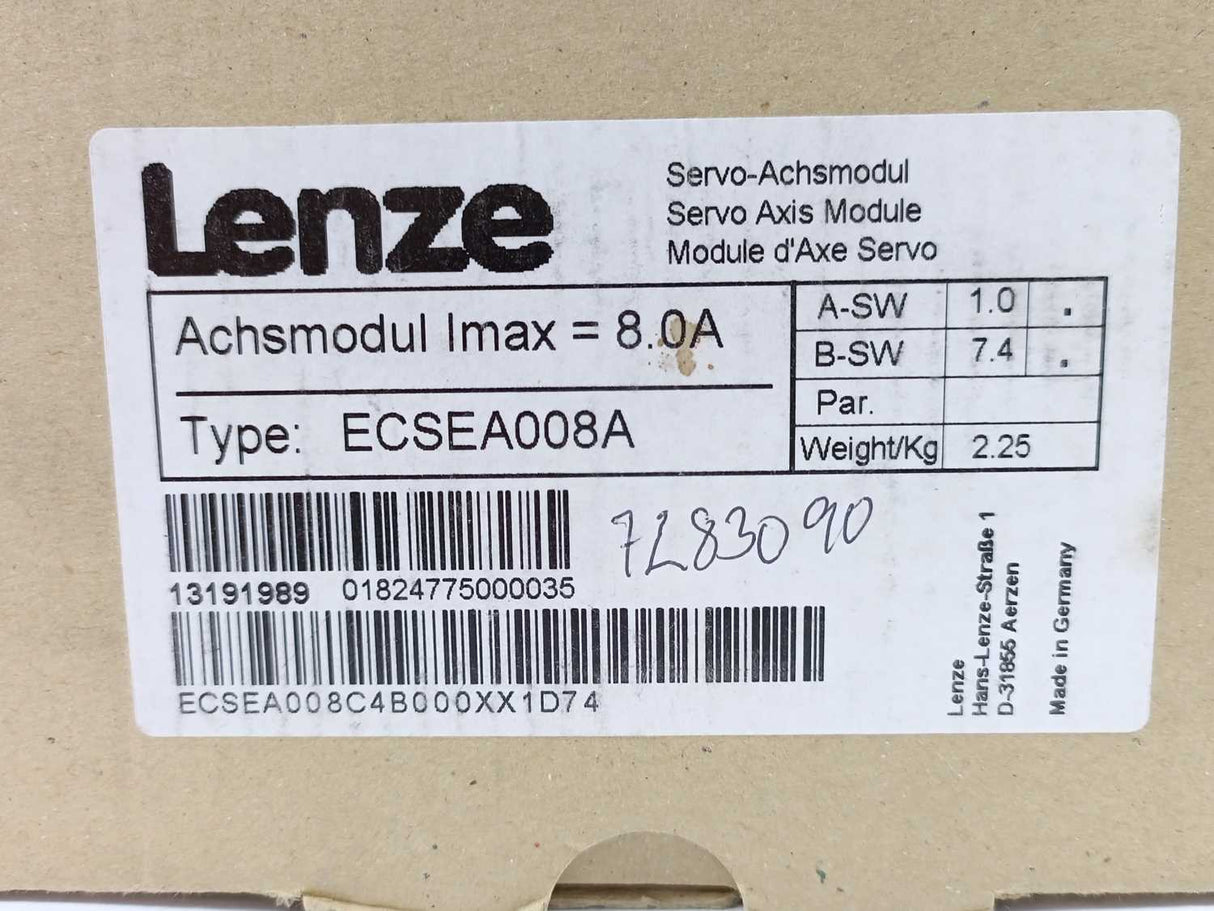 Lenze
Servo-Achsmodul
Servo Axis Module
Module d'Axe Servo
Achsmodul Imax = 8.0A
Type: ECSEA008A
A-SW 1.0 .
B-SW 7.4 .
Par.
Weight/Kg 2.25
13191989 01824775000035
7L83090
ECSEA008C4B000XX1D74
Lenze
Hans-Lenze-Straße 1
D-31855 Aerzen
Made in Germany